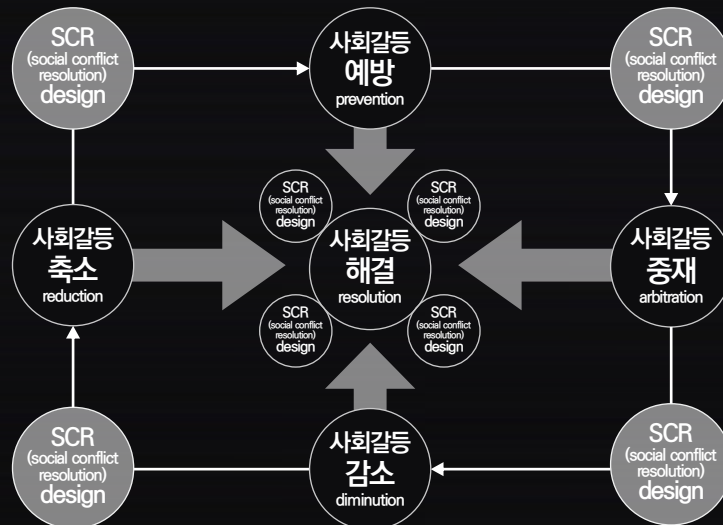 SCR
(social conflict
resolution)
design
사회갈등
예방
prevention
SCR
(social conflict
resolution)
design
SCR
(social conflict
resolution)
design
SCR
(social conflict
resolution)
design
사회갈등
축소
reduction
사회갈등
해결
resolution
사회갈등
중재
arbitration
SCR
(social conflict
resolution)
design
SCR
(social conflict
resolution)
design
SCR
(social conflict
resolution)
design
사회갈등
감소
diminution
SCR
(social conflict
resolution)
design